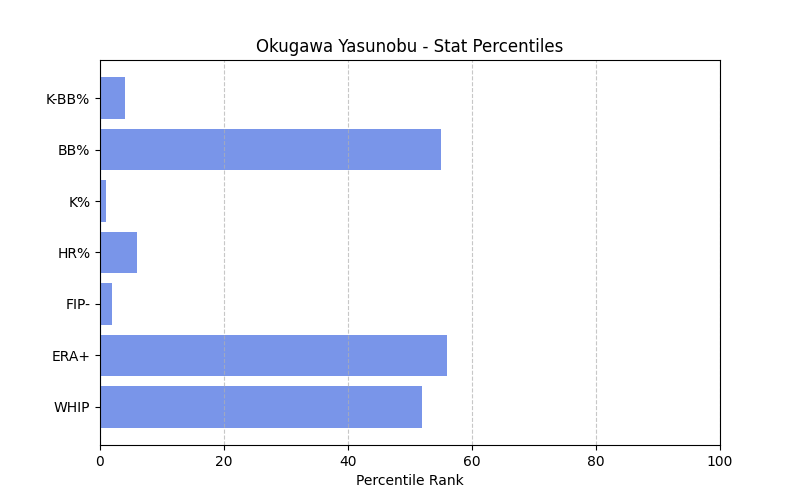 Okugawa Yasunobu - Stat Percentiles
K-BB%
BB%
K%
HR%
FIP-
ERA+
WHIP
0 20 40 60 80 100
Percentile Rank